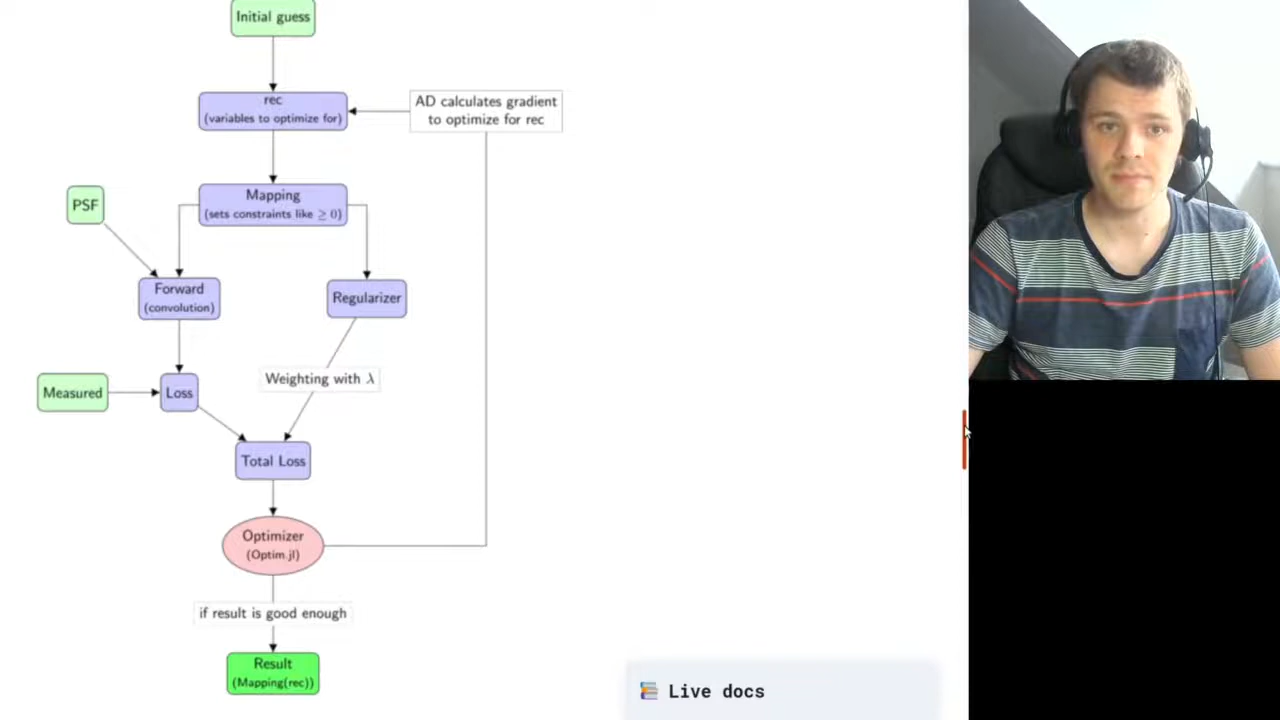 Initial guess
rec
(variables to optimize for)
AD calculates gradient
to optimize for rec
Mapping
(sets constraints like ≥ 0)
PSF
Forward
(convolution)
Regularizer
Weighting with λ
Measured
Loss
Total Loss
Optimizer
(Optim.jl)
if result is good enough
Result
(Mapping(rec))
Live docs